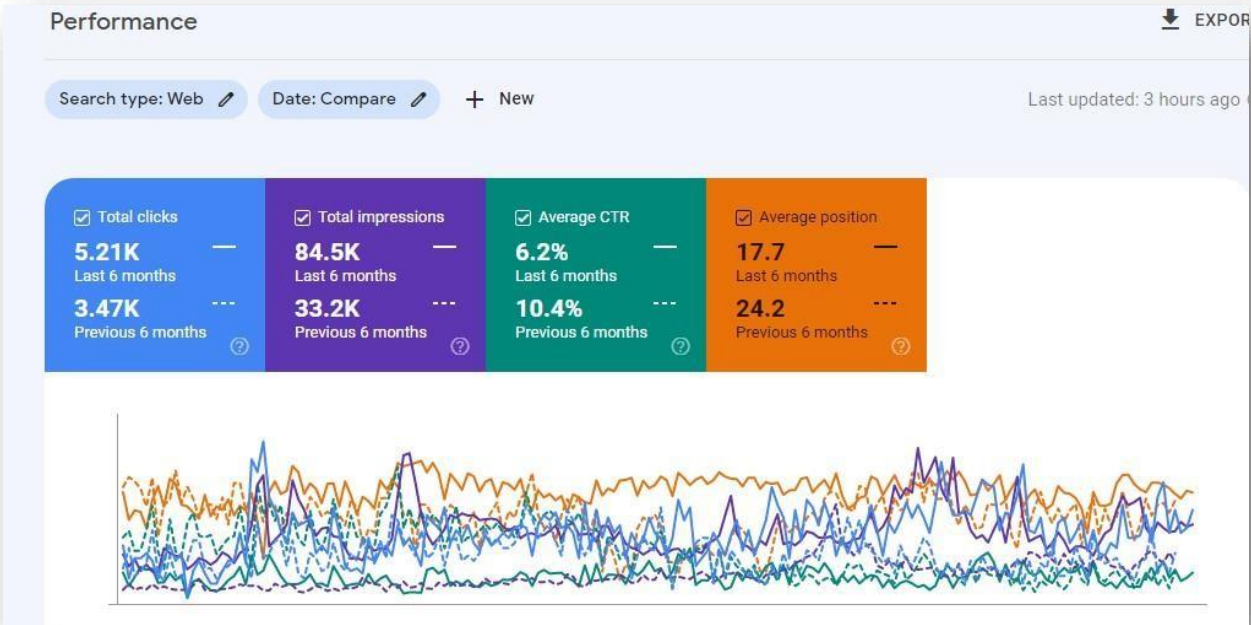 Performance
EXPOR
Search type: Web
Date: Compare
+ New
Last updated: 3 hours ago
Total clicks
5.21K
Last 6 months
3.47K
Previous 6 months
Total impressions
84.5K
Last 6 months
33.2K
Previous 6 months
Average CTR
6.2%
Last 6 months
10.4%
Previous 6 months
Average position
17.7
Last 6 months
24.2
Previous 6 months